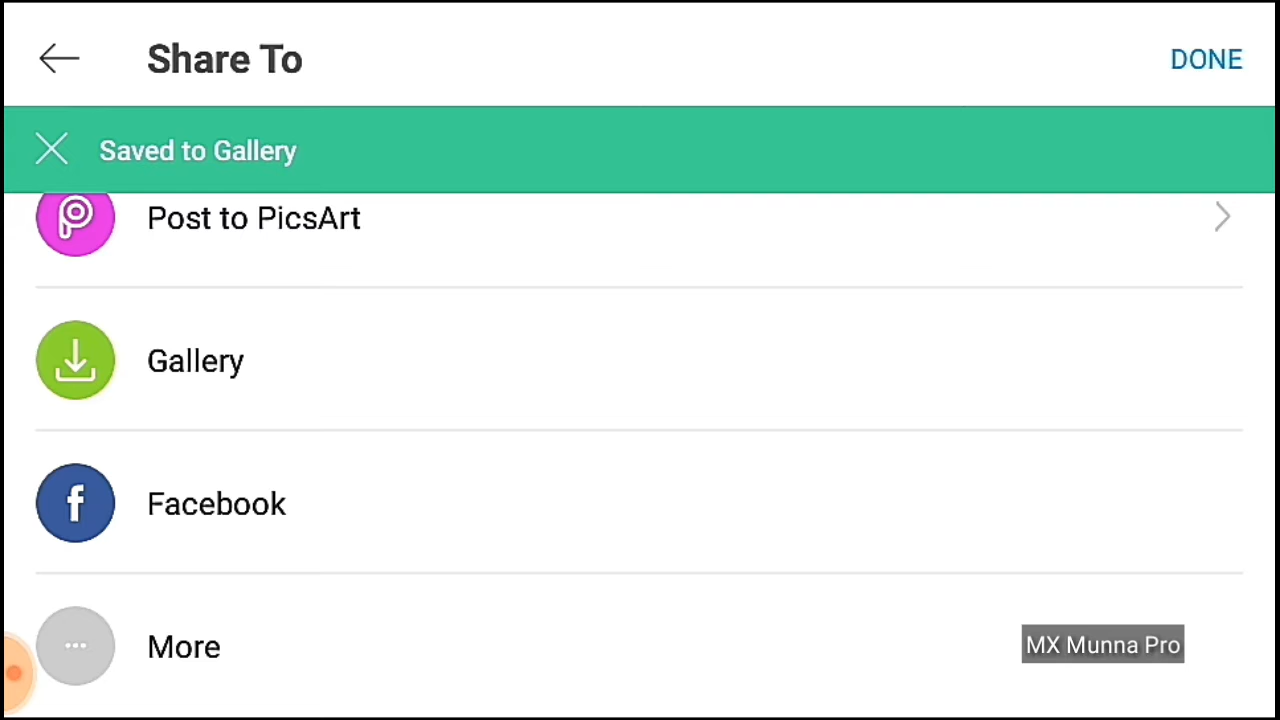 Share To
DONE
Saved to Gallery
Post to PicsArt
Gallery
Facebook
More
MX Munna Pro